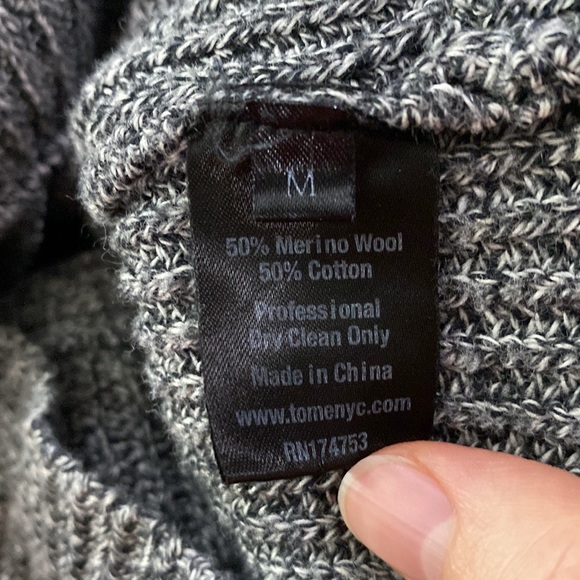 M
50% Merino Wool
50% Cotton
Professional
Dry Clean Only
Made in China
www.tomenyc.com
RN174753